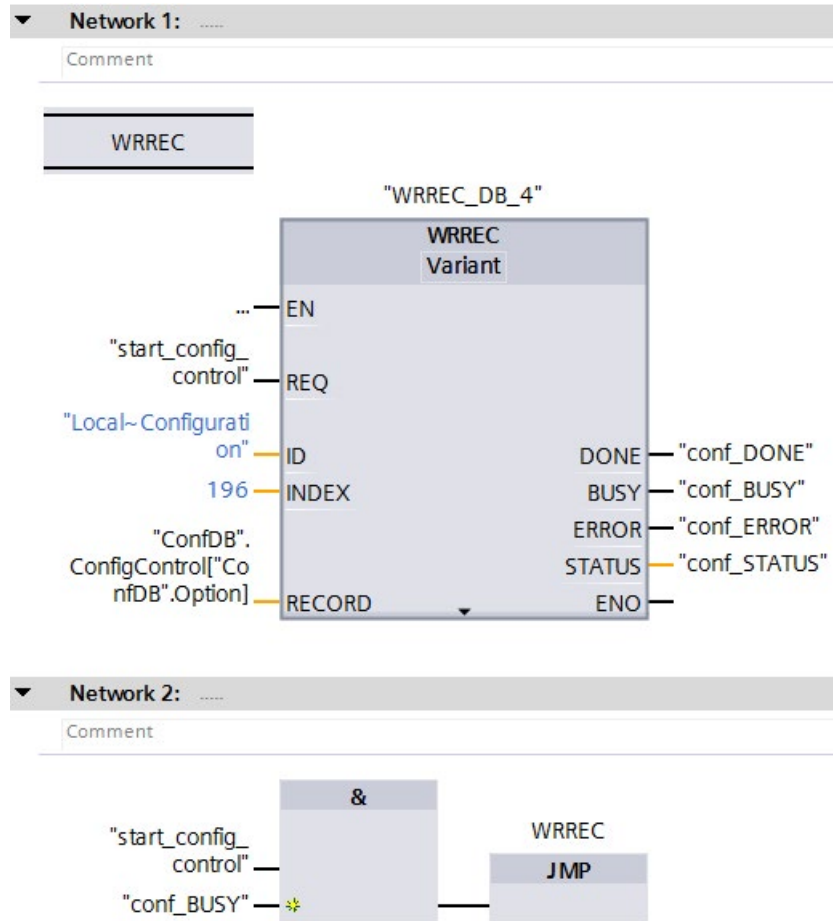 Network 1: .....
Comment
WRREC
"WRREC_DB_4"
WRREC
Variant
... EN
"start_config_
control" REQ
"Local~Configurati
on" ID DONE "conf_DONE"
196 INDEX BUSY "conf_BUSY"
ERROR "conf_ERROR"
"ConfDB".
ConfigControl["Co STATUS "conf_STATUS"
nfDB".Option] RECORD ENO
Network 2: .....
Comment
&
"start_config_ WRREC
control" JMP
"conf_BUSY"